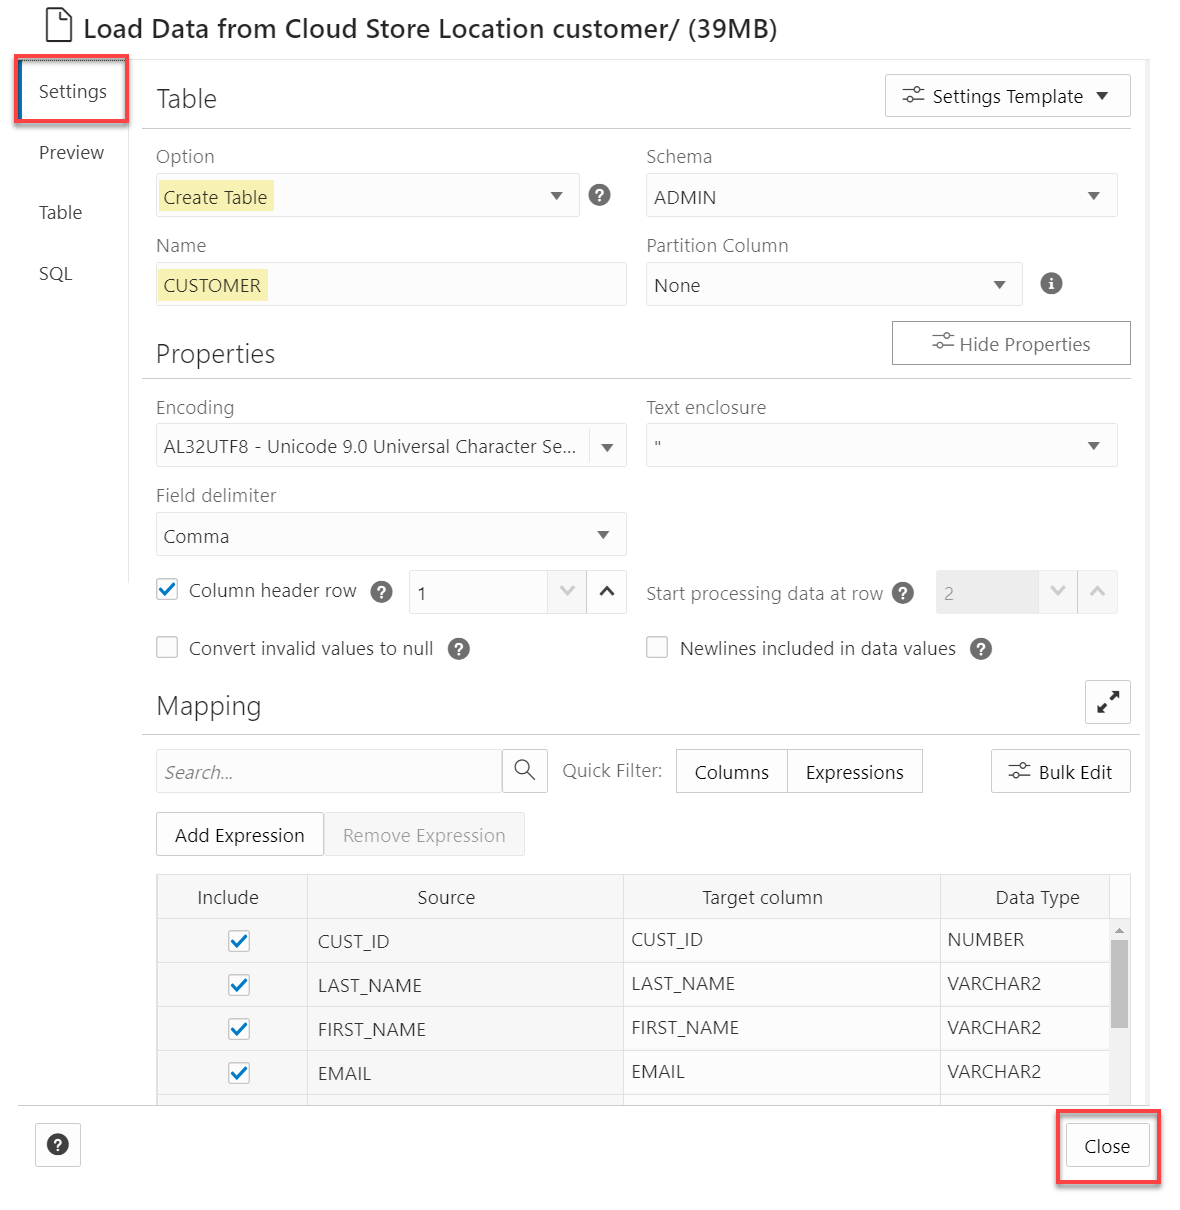 Load Data from Cloud Store Location customer/ (39MB)
Settings
Preview
Table
SQL
Table
Settings Template
Option
Schema
Create Table
ADMIN
Name
Partition Column
CUSTOMER
None
Properties
Hide Properties
Encoding
Text enclosure
AL32UTF8 - Unicode 9.0 Universal Character Se...
"
Field delimiter
Comma
Column header row
1
Start processing data at row
2
Convert invalid values to null
Newlines included in data values
Mapping
Search...
Quick Filter:
Columns
Expressions
Bulk Edit
Add Expression
Remove Expression
Include Source Target column Data Type
CUST_ID CUST_ID NUMBER
LAST_NAME LAST_NAME VARCHAR2
FIRST_NAME FIRST_NAME VARCHAR2
EMAIL EMAIL VARCHAR2
Close